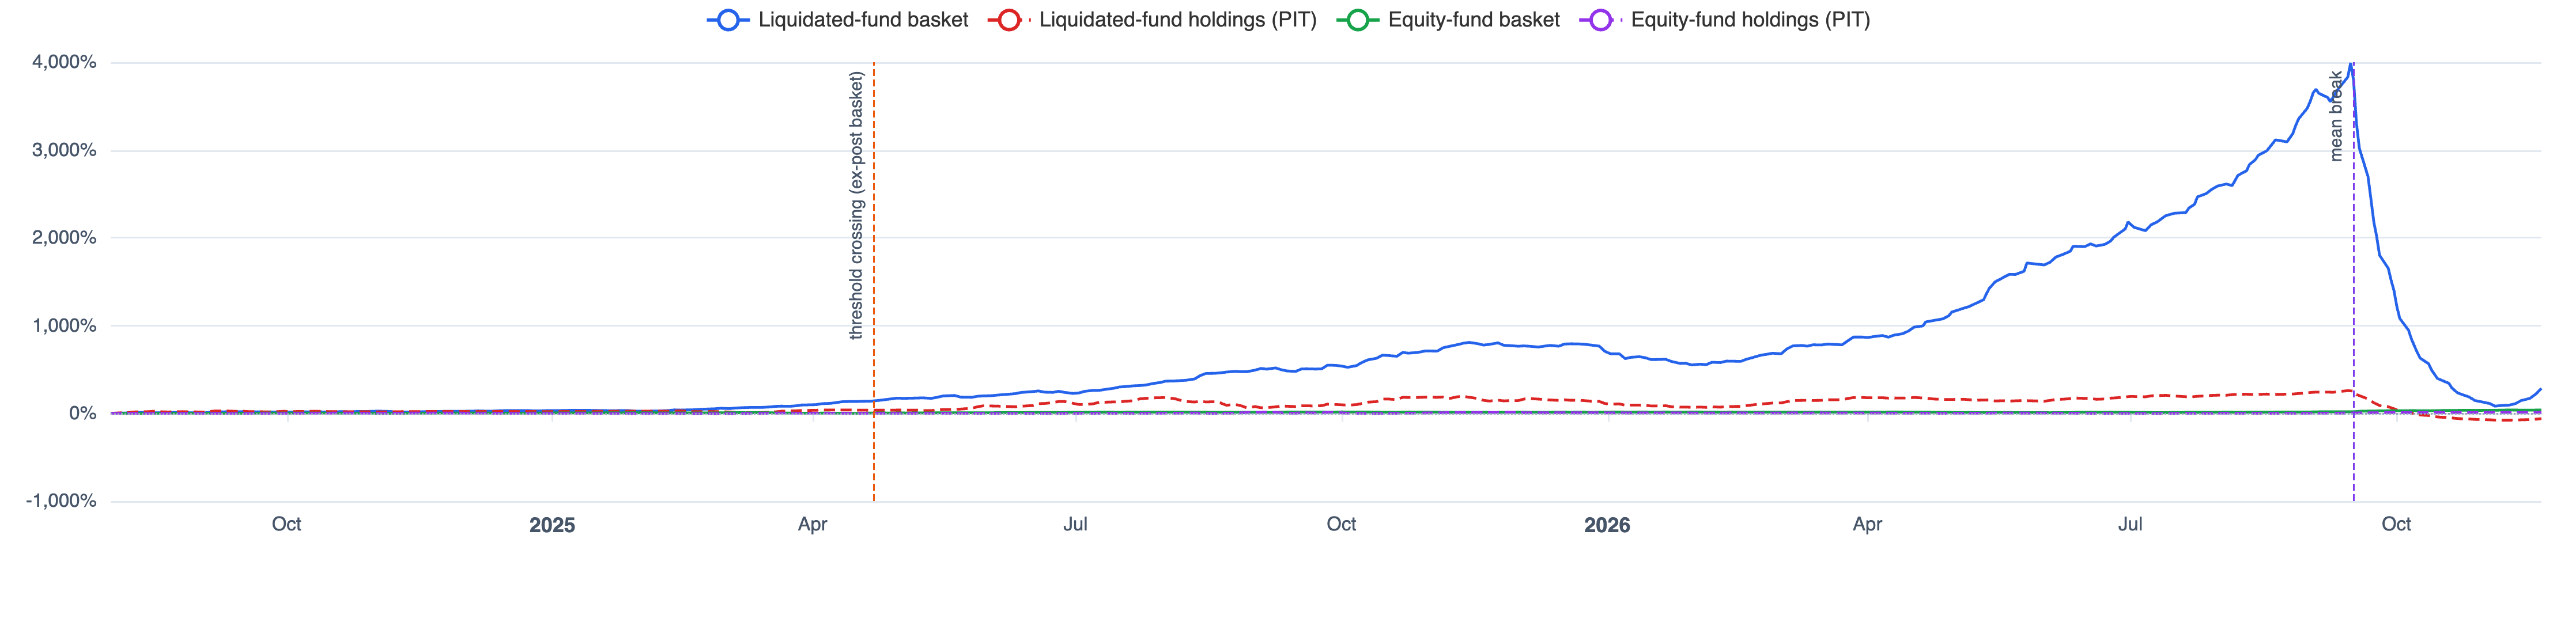 Liquidated-fund basket Liquidated-fund holdings (PIT) Equity-fund basket Equity-fund holdings (PIT)
4,000%
3,000%
2,000%
1,000%
0%
-1,000%
threshold crossing (ex-post basket)
mean break
Oct 2025 Apr Jul Oct 2026 Apr Jul Oct